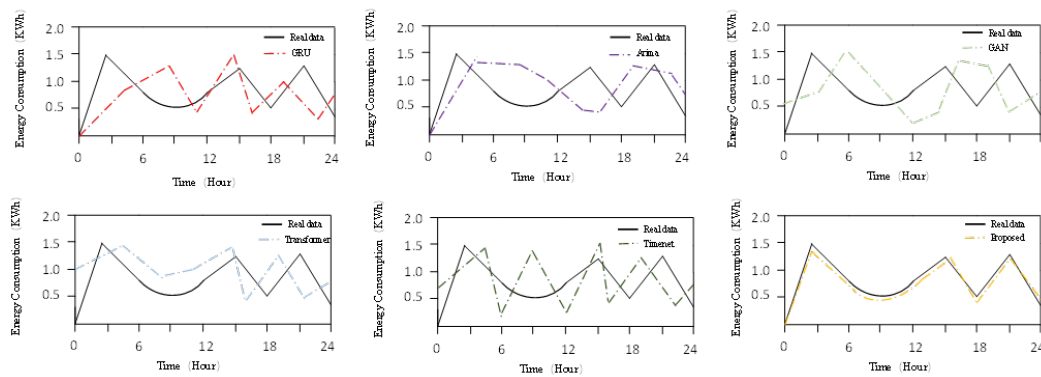 Energy Consumption (KWh)
2.0
1.5
1.0
0.5
0
6
12
18
24
Time (Hour)
Real data
GRU
Energy Consumption (KWh)
2.0
1.5
1.0
0.5
0
6
12
18
24
Time (Hour)
Real data
Arima
Energy Consumption (KWh)
2.0
1.5
1.0
0.5
0
6
12
18
24
Time (Hour)
Real data
GAN
Energy Consumption (KWh)
2.0
1.5
1.0
0.5
0
6
12
18
24
Time (Hour)
Real data
Transformer
Energy Consumption (KWh)
2.0
1.5
1.0
0.5
0
6
12
18
24
Time (Hour)
Real data
Timenet
Energy Consumption (KWh)
2.0
1.5
1.0
0.5
0
6
12
18
24
Time (Hour)
Real data
Proposed